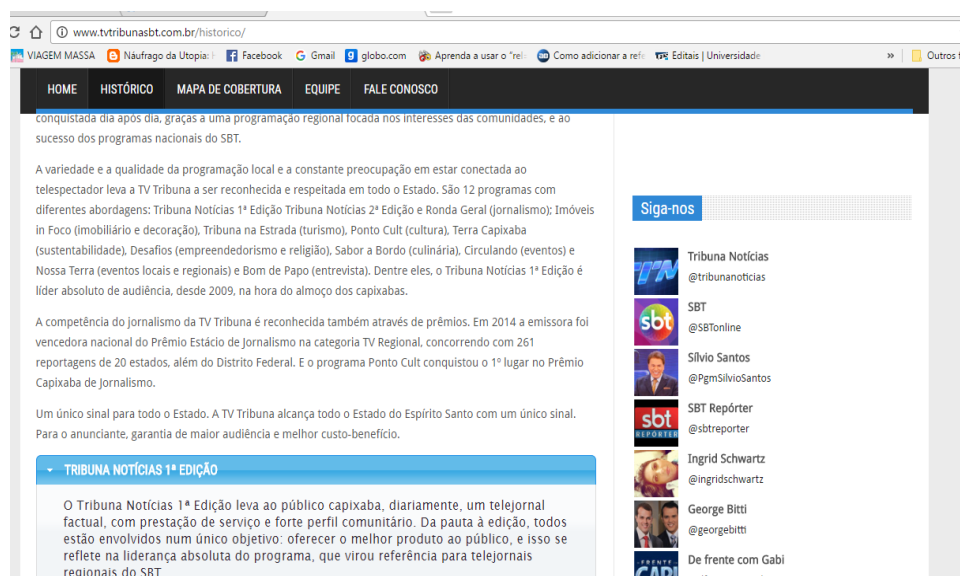 www.tvtribunasbt.com.br/historico/
VIAGEM MASSA
Náufrago da Utopia:
Facebook
Gmail
globo.com
Aprenda a usar o "rel
Como adicionar a refe
Editais | Universidade
»
Outros f
HOME
HISTÓRICO
MAPA DE COBERTURA
EQUIPE
FALE CONOSCO
conquistada dia após dia, graças a uma programação regional focada nos interesses das comunidades, e ao
sucesso dos programas nacionais do SBT.
A variedade e a qualidade da programação local e a constante preocupação em estar conectada ao
telespectador leva a TV Tribuna a ser reconhecida e respeitada em todo o Estado. São 12 programas com
diferentes abordagens: Tribuna Notícias 1ª Edição Tribuna Notícias 2ª Edição e Ronda Geral (jornalismo); Imóveis
in Foco (imobiliário e decoração), Tribuna na Estrada (turismo), Ponto Cult (cultura), Terra Capixaba
(sustentabilidade), Desafios (empreendedorismo e religião), Sabor a Bordo (culinária), Circulando (eventos) e
Nossa Terra (eventos locais e regionais) e Bom de Papo (entrevista). Dentre eles, o Tribuna Notícias 1ª Edição é
líder absoluto de audiência, desde 2009, na hora do almoço dos capixabas.
A competência do jornalismo da TV Tribuna é reconhecida também através de prêmios. Em 2014 a emissora foi
vencedora nacional do Prêmio Estácio de Jornalismo na categoria TV Regional, concorrendo com 261
reportagens de 20 estados, além do Distrito Federal. E o programa Ponto Cult conquistou o 1º lugar no Prêmio
Capixaba de Jornalismo.
Um único sinal para todo o Estado. A TV Tribuna alcança todo o Estado do Espírito Santo com um único sinal.
Para o anunciante, garantia de maior audiência e melhor custo-benefício.
TRIBUNA NOTÍCIAS 1ª EDIÇÃO
O Tribuna Notícias 1ª Edição leva ao público capixaba, diariamente, um telejornal
factual, com prestação de serviço e forte perfil comunitário. Da pauta à edição, todos
estão envolvidos num único objetivo: oferecer o melhor produto ao público, e isso se
reflete na liderança absoluta do programa, que virou referência para telejornais
regionais do SBT.
Siga-nos
TN
Tribuna Notícias
@tribunanoticias
sbt
SBT
@SBTonline
Sílvio Santos
@PgmSilvioSantos
sbt
REPÓRTER
SBT Repórter
@sbtreporter
Ingrid Schwartz
@ingridschwartz
George Bitti
@georgebitti
FRENTE
GABI
De frente com Gabi